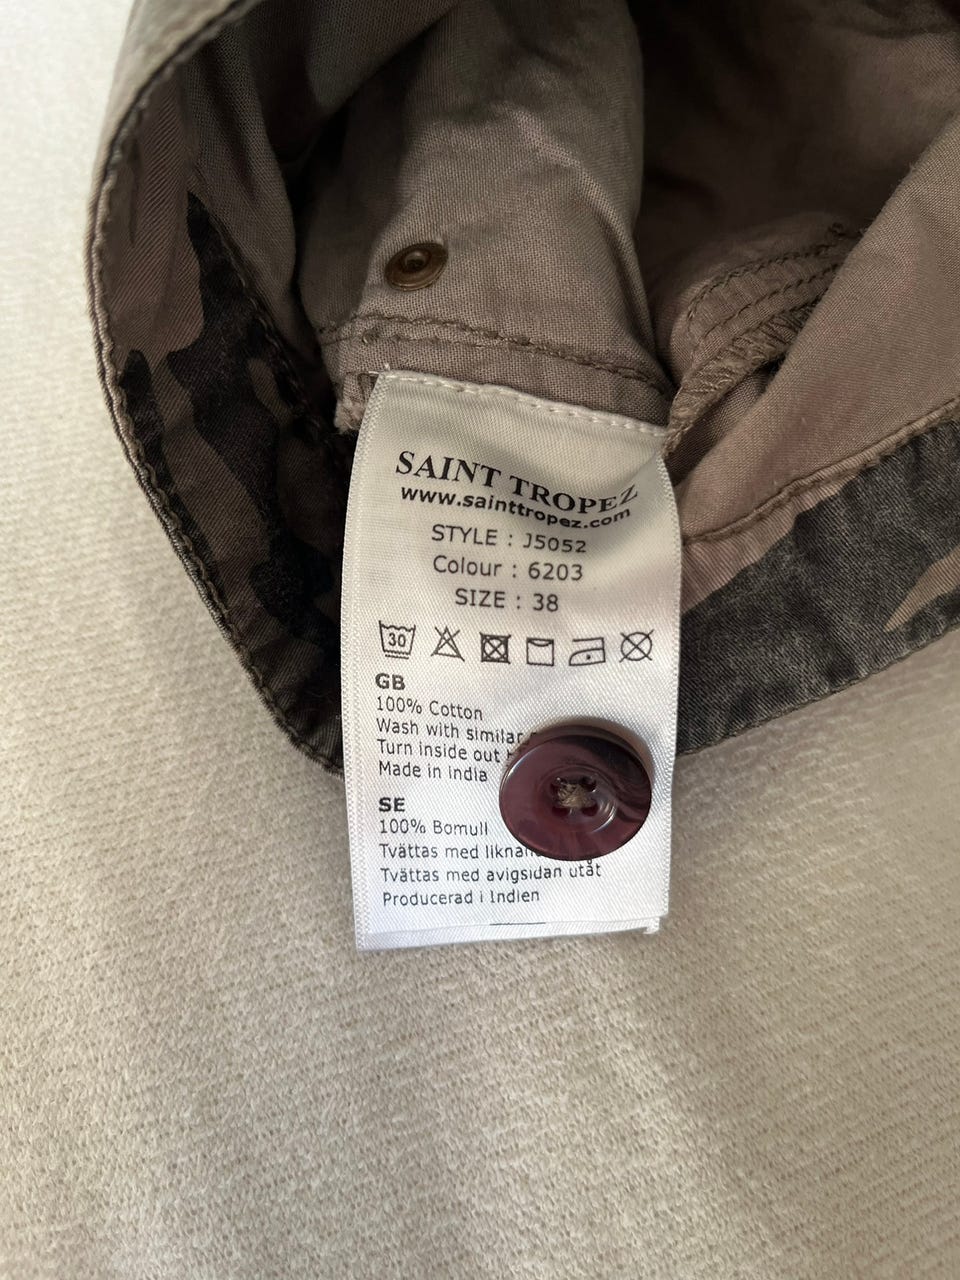 SAINT TROPEZ
www.sainttropez.com
STYLE : J5052
Colour : 6203
SIZE : 38
30
GB
100% Cotton
Wash with similar
Turn inside out
Made in india
SE
100% Bomull
Tvättas med
Tvättas med avigsidan utåt
Producerad i Indien